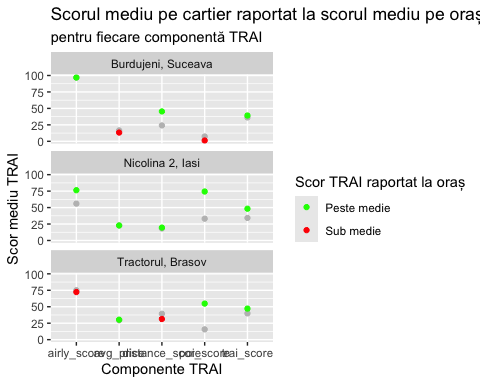 Scorul mediu pe cartier raportat la scorul mediu pe oraș
pentru fiecare componentă TRAI
Burdujeni, Suceava
100
75
50
25
0
Nicolina 2, Iasi
100
75
50
25
0
Tractorul, Brasov
100
75
50
25
0
Scor mediu TRAI
airly_score
trai_score
Componente TRAI
Scor TRAI raportat la oraș
Peste medie
Sub medie